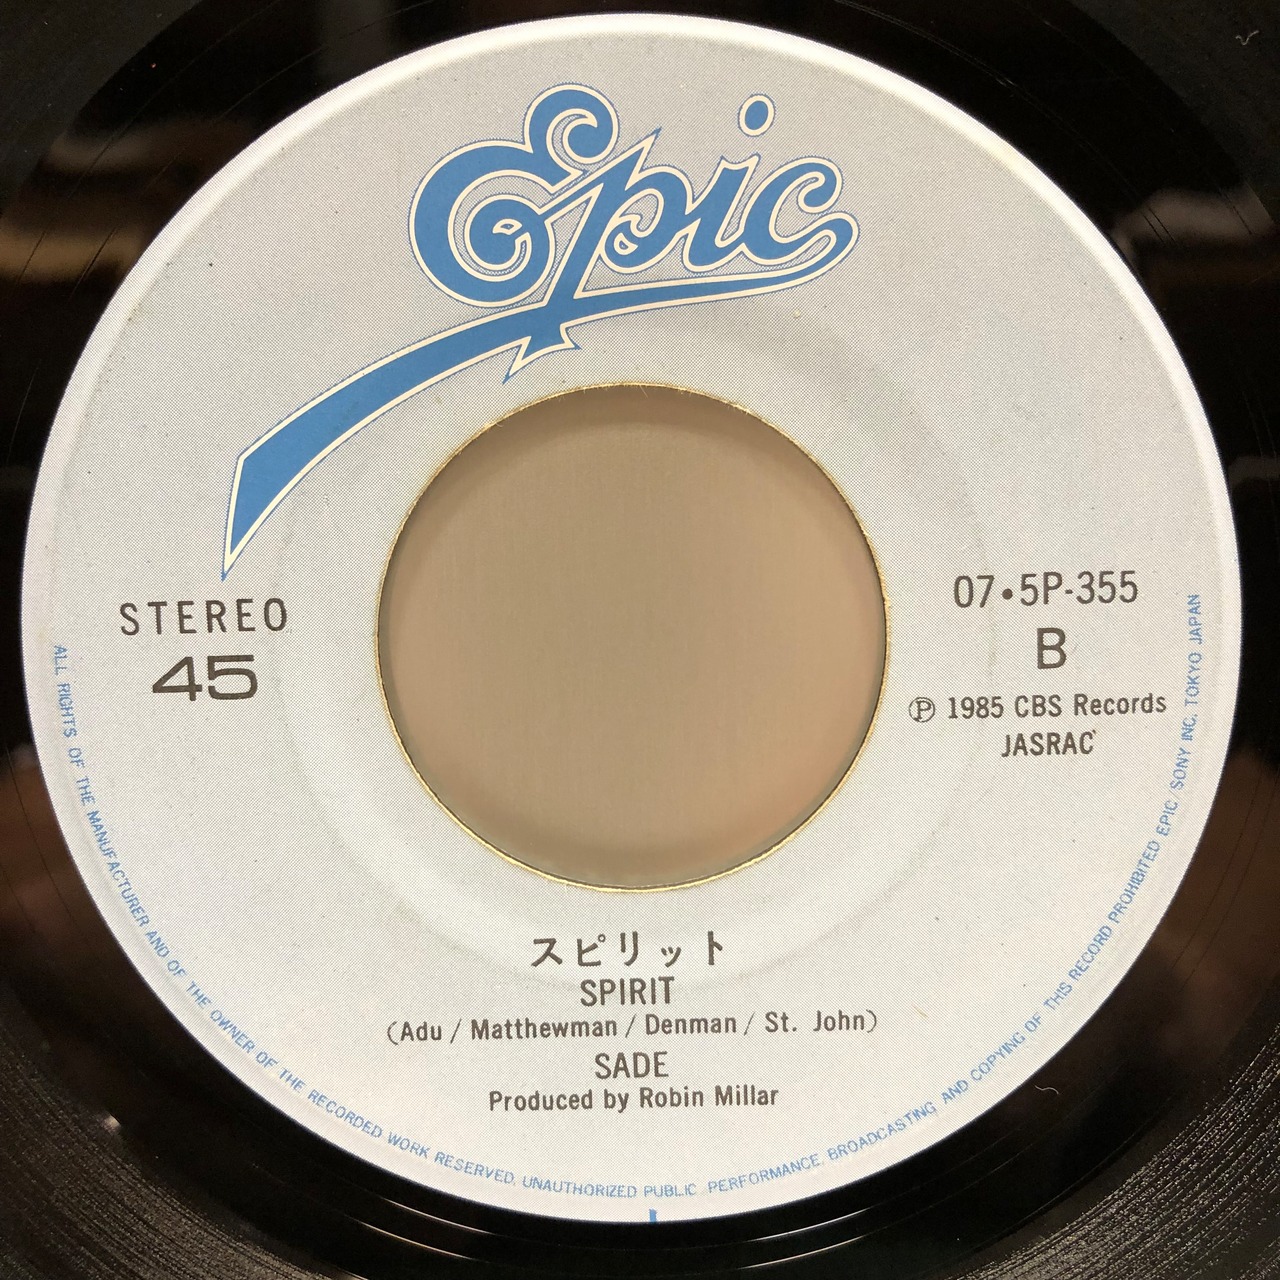 Epic
STEREO
45
07•5P-355
B
Ⓟ 1985 CBS Records
JASRAC
スピリット
SPIRIT
(Adu / Matthewman / Denman / St. John)
SADE
Produced by Robin Millar
ALL RIGHTS OF THE MANUFACTURER AND OF THE OWNER OF THE RECORDED WORK RESERVED. UNAUTHORIZED PUBLIC PERFORMANCE. BROADCASTING AND COPYING OF THIS RECORD PROHIBITED EPIC / SONY INC. TOKYO JAPAN